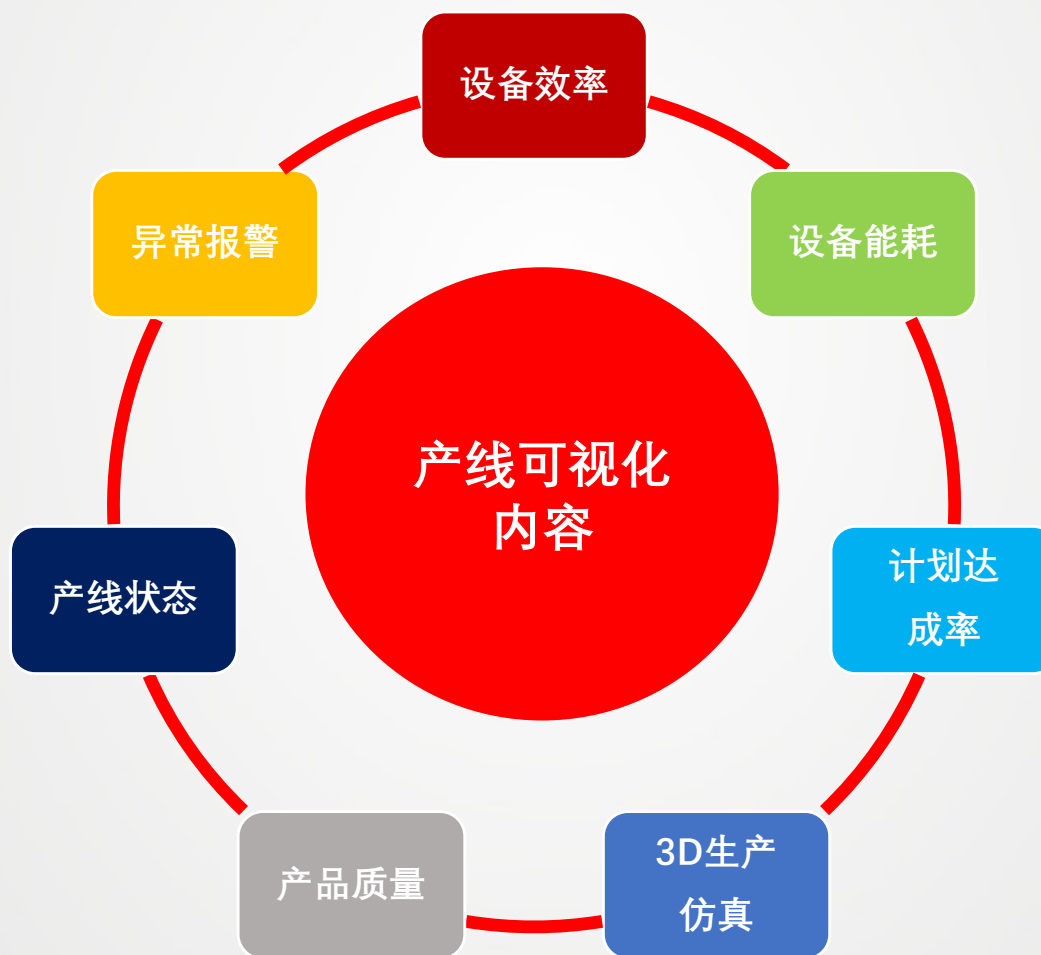 设备效率
异常报警
设备能耗
产线可视化
内容
产线状态
计划达
成率
产品质量
3D生产
仿真